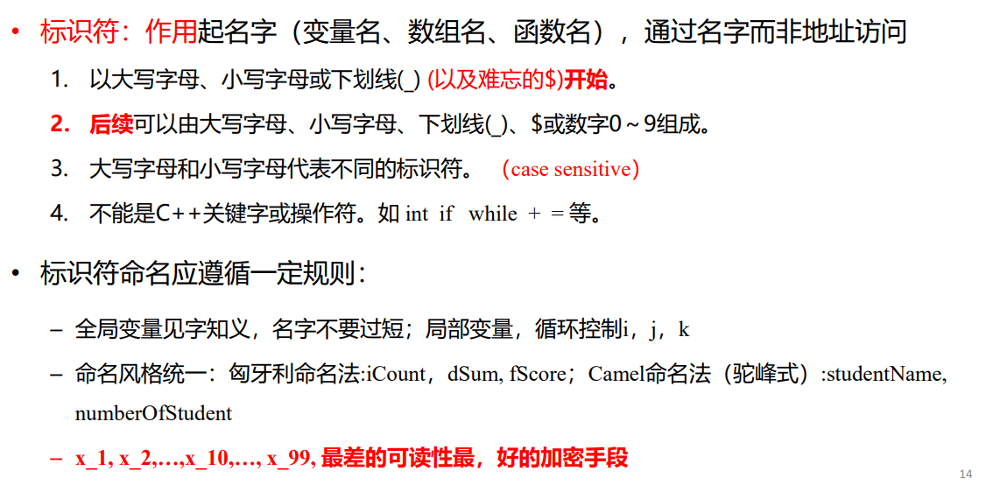 • 标识符：作用起名字（变量名、数组名、函数名），通过名字而非地址访问
1. 以大写字母、小写字母或下划线(_) (以及难忘的$)开始。
2. 后续可以由大写字母、小写字母、下划线(_)、$或数字0～9组成。
3. 大写字母和小写字母代表不同的标识符。（case sensitive）
4. 不能是C++关键字或操作符。如 int if while + = 等。
• 标识符命名应遵循一定规则：
– 全局变量见字知义，名字不要过短；局部变量，循环控制i，j，k
– 命名风格统一：匈牙利命名法:iCount，dSum, fScore；Camel命名法（驼峰式）:studentName,
numberOfStudent
– x_1, x_2,…,x_10,…, x_99, 最差的可读性最，好的加密手段
14